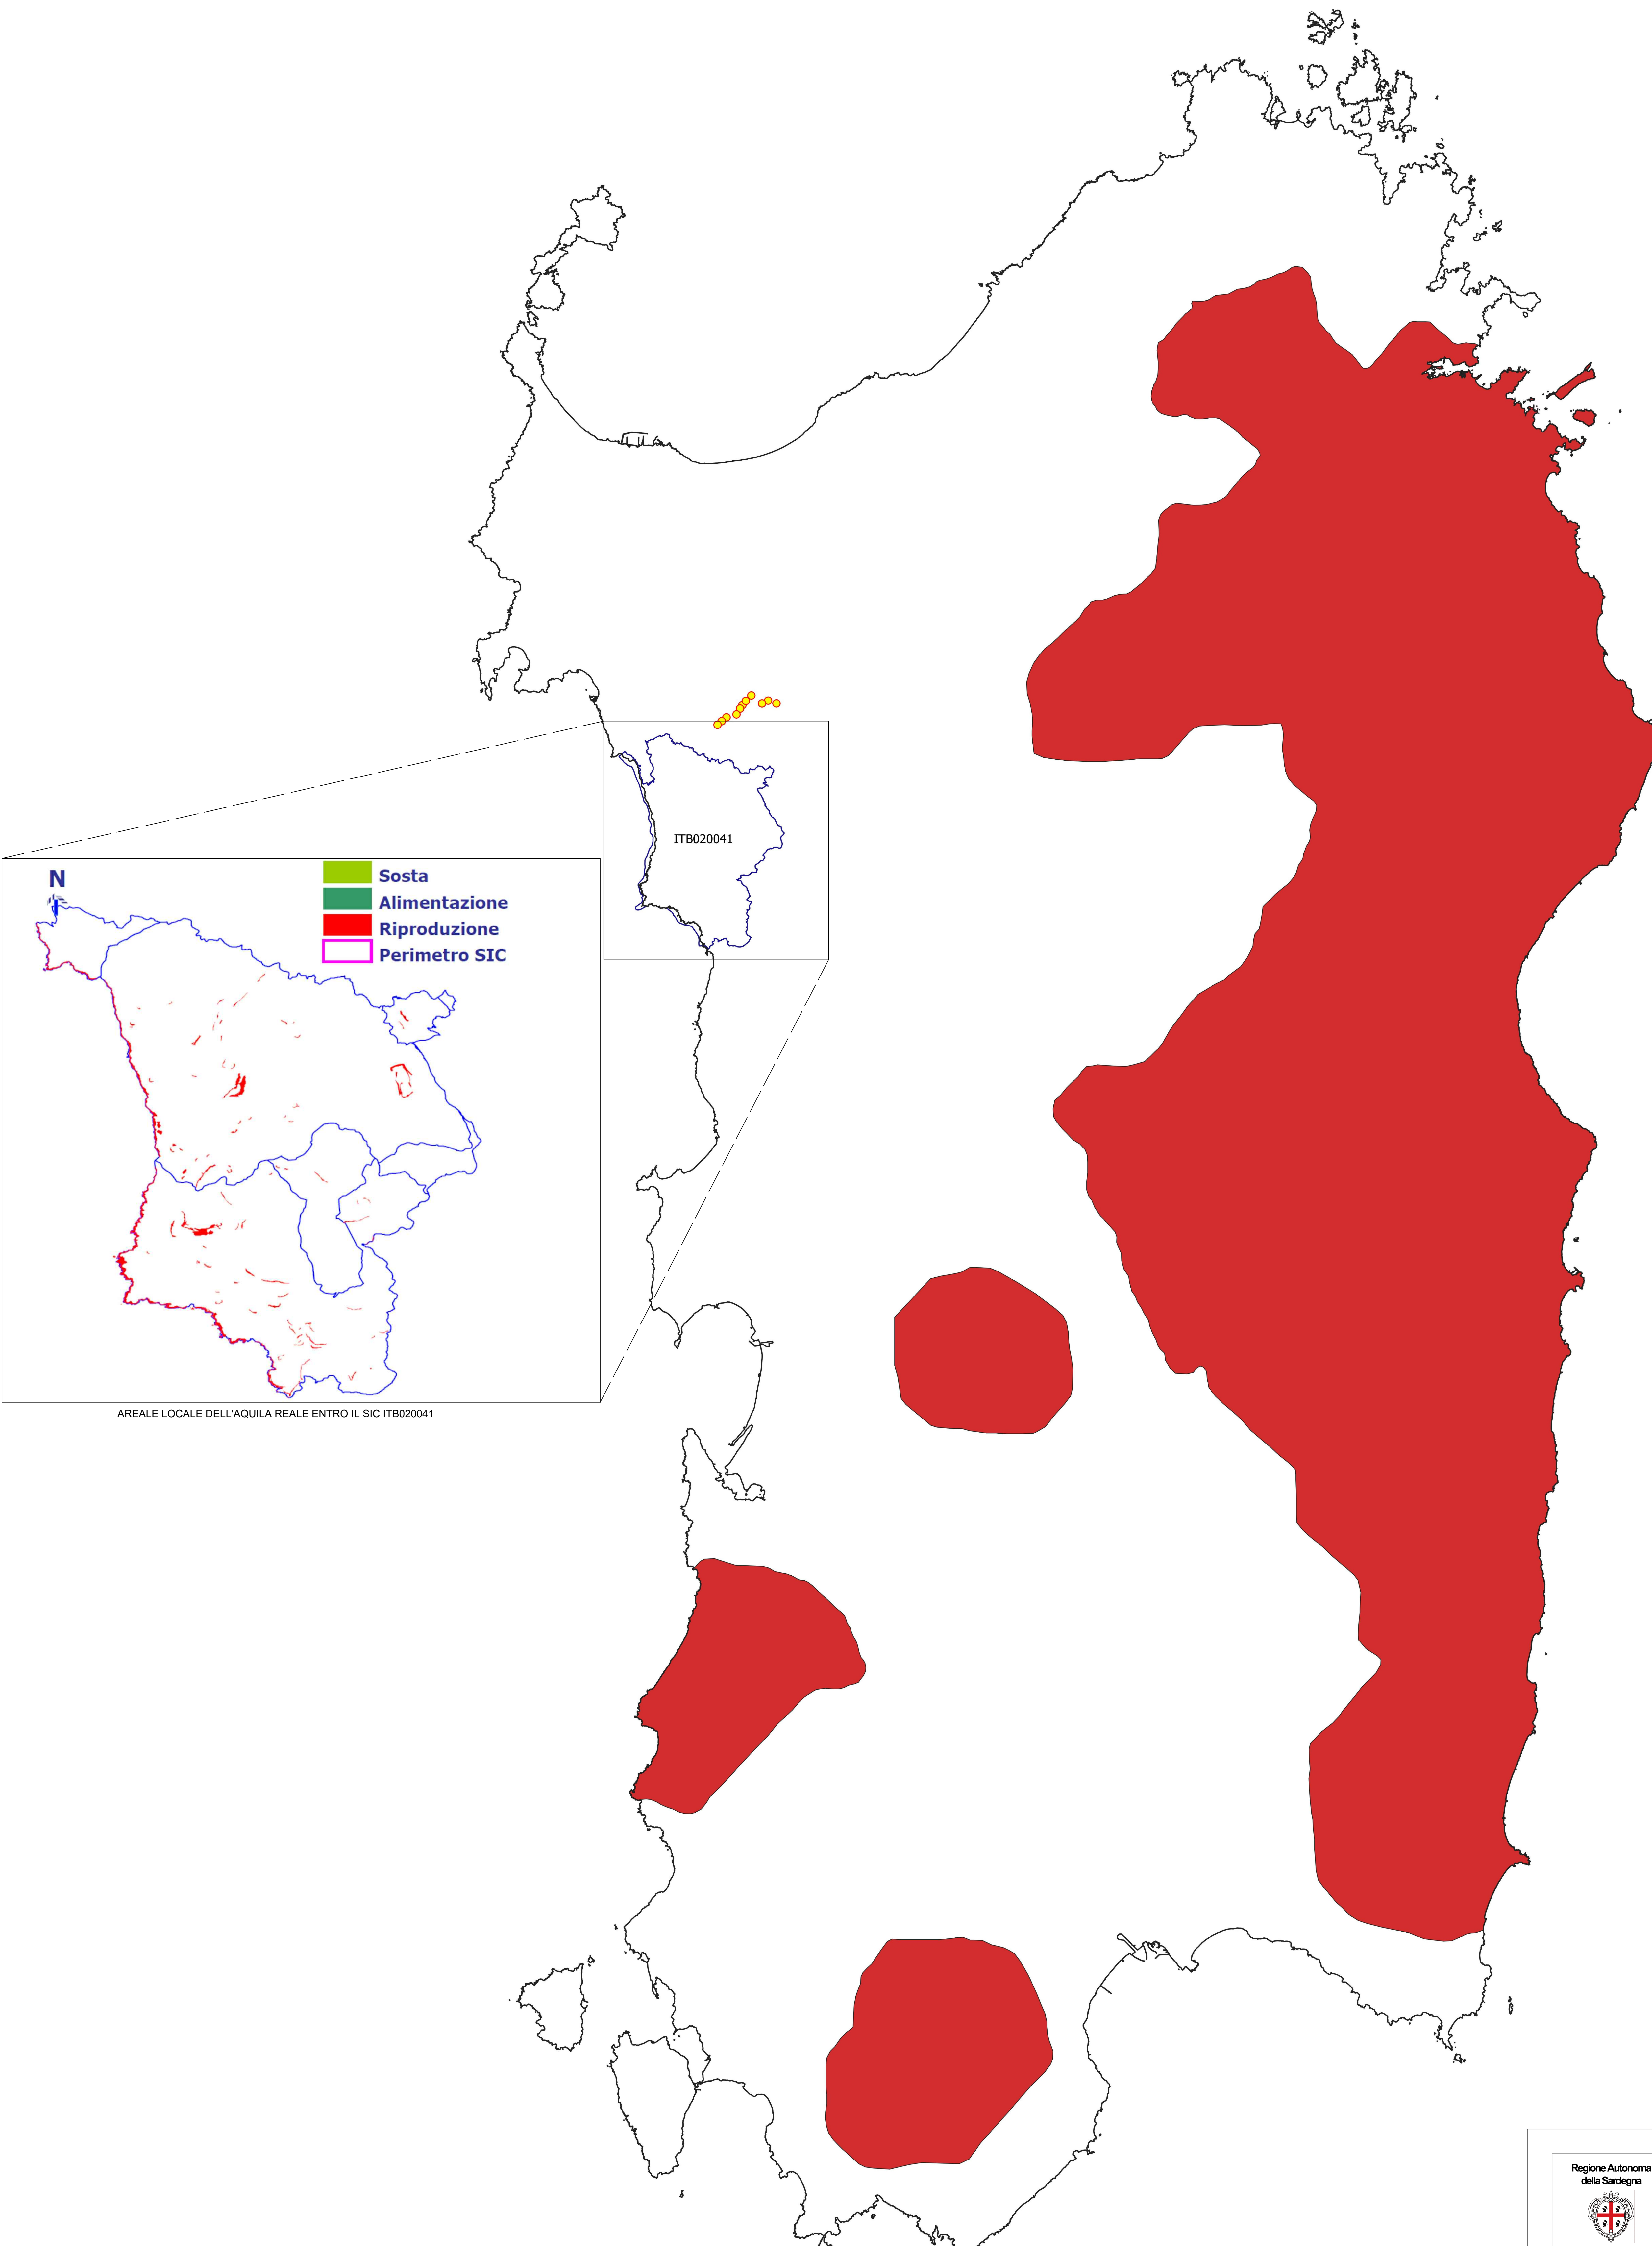 ITB020041
N
Sosta
Alimentazione
Riproduzione
Perimetro SIC
AREALE LOCALE DELL'AQUILA REALE ENTRO IL SIC ITB020041
Regione Autonoma
della Sardegna